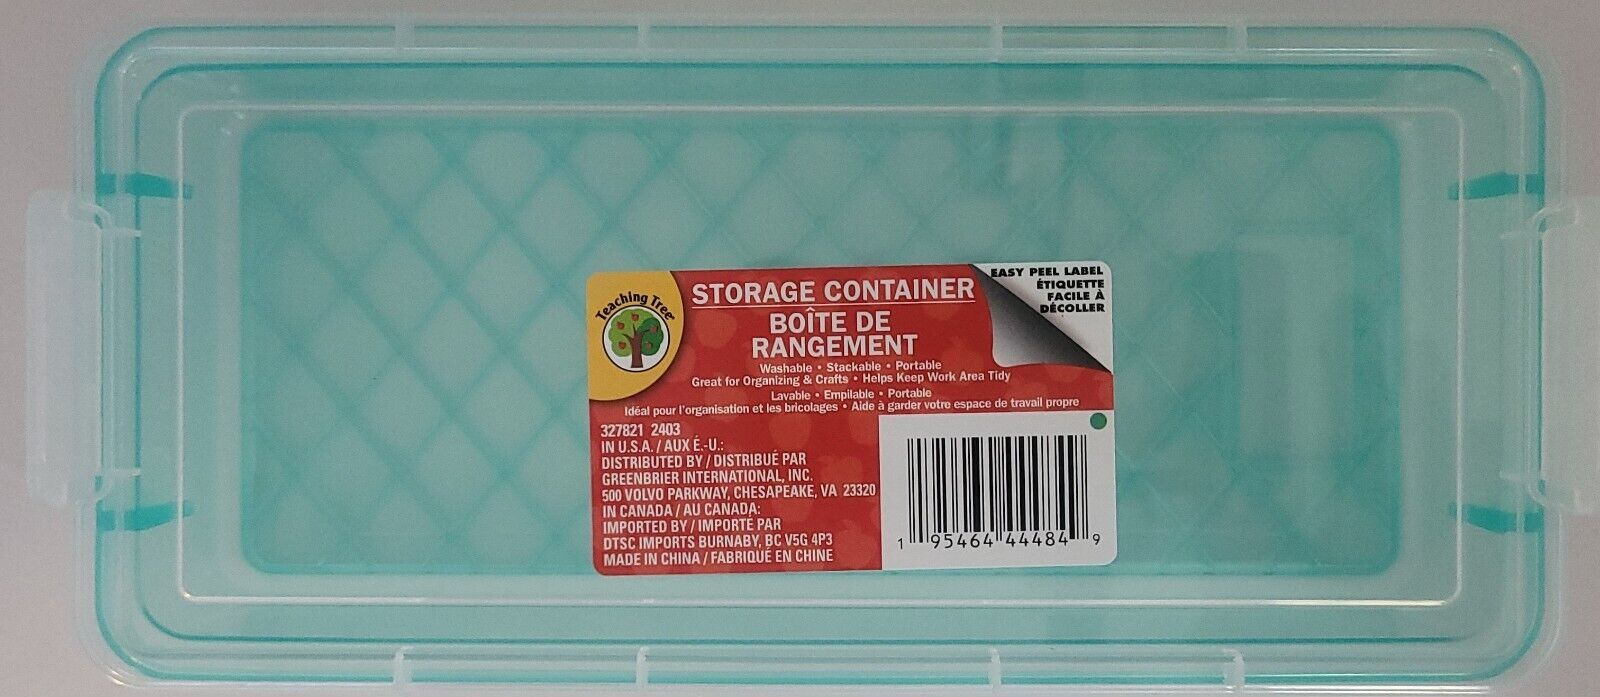 Teaching Tree®
STORAGE CONTAINER
BOÎTE DE
RANGEMENT
EASY PEEL LABEL
ÉTIQUETTE
FACILE À
DÉCOLLER
Washable • Stackable • Portable
Great for Organizing & Crafts • Helps Keep Work Area Tidy
Lavable • Empilable • Portable
Idéal pour l'organisation et les bricolages • Aide à garder votre espace de travail propre
327821 2403
IN U.S.A. / AUX É.-U.:
DISTRIBUTED BY / DISTRIBUÉ PAR
GREENBRIER INTERNATIONAL, INC.
500 VOLVO PARKWAY, CHESAPEAKE, VA 23320
IN CANADA / AU CANADA:
IMPORTED BY / IMPORTÉ PAR
DTSC IMPORTS BURNABY, BC V5G 4P3
MADE IN CHINA / FABRIQUÉ EN CHINE
1 95464 44484 9